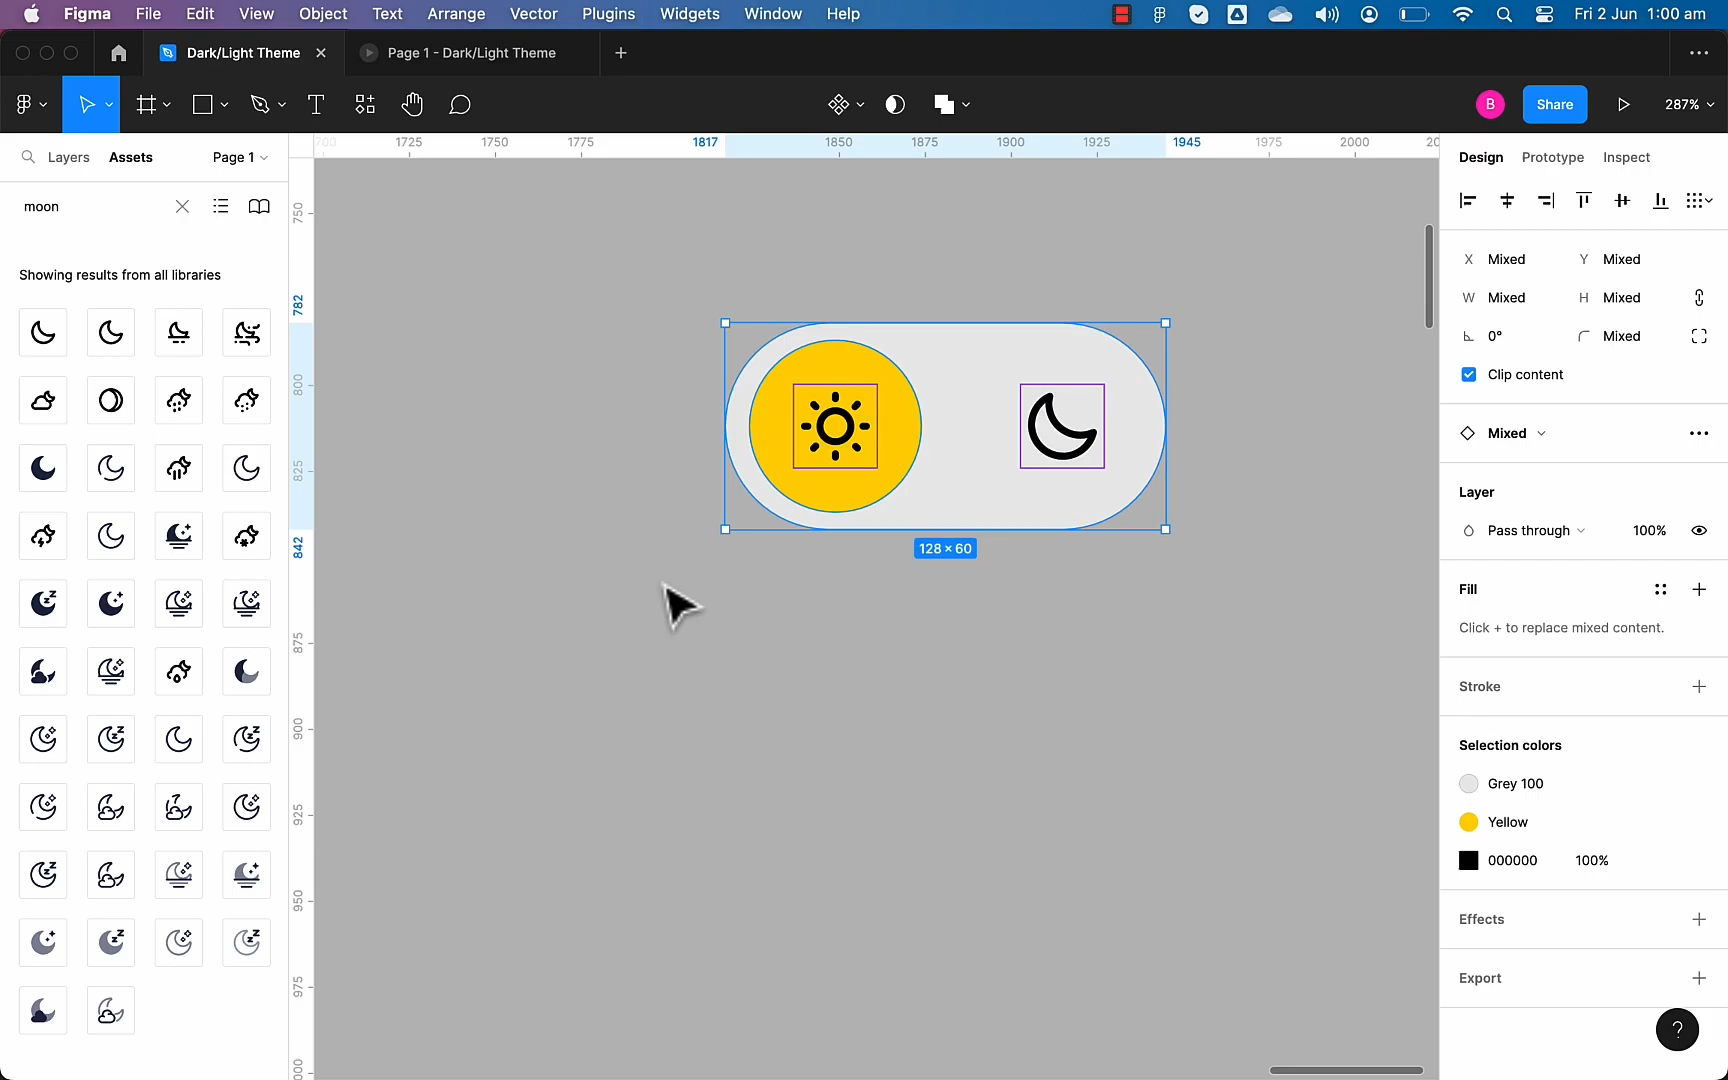 Figma File Edit View Object Text Arrange Vector Plugins Widgets Window Help Fri 2 Jun 1:00 am
Dark/Light Theme Page 1 - Dark/Light Theme
B Share 287%
Layers Assets Page 1
moon
Showing results from all libraries
700 1725 1750 1775 1817 1850 1875 1900 1925 1945 1975 2000 20
750
782
800
825
842
875
900
925
950
975
000
128 × 60
Design Prototype Inspect
X Mixed Y Mixed
W Mixed H Mixed
0° Mixed
Clip content
Mixed
Layer
Pass through 100%
Fill
Click + to replace mixed content.
Stroke
Selection colors
Grey 100
Yellow
000000 100%
Effects
Export
?